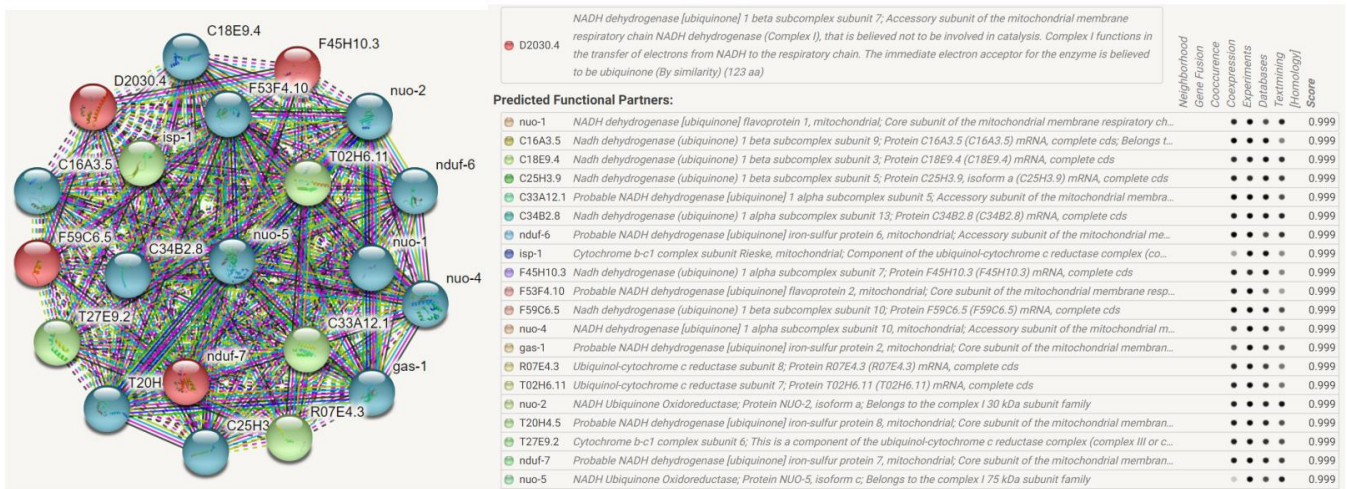 C18E9.4
F45H10.3
D2030.4
F53F4.10
nuo-2
isp-1
T02H6.11
C16A3.5
nduf-6
F59C6.5
C34B2.8
nuo-5
nuo-1
nuo-4
T27E9.2
C33A12.1
nduf-7
gas-1
T20H
R07E4.3
C25H3
NADH dehydrogenase [ubiquinone] 1 beta subcomplex subunit 7; Accessory subunit of the mitochondrial membrane
respiratory chain NADH dehydrogenase (Complex I), that is believed not to be involved in catalysis. Complex I functions in
D2030.4 the transfer of electrons from NADH to the respiratory chain. The immediate electron acceptor for the enzyme is believed
to be ubiquinone (By similarity) (123 aa)
Neighborhood
Gene Fusion
Cooccurence
Coexpression
Experiments
Databases
Textmining
[Homology]
Score
Predicted Functional Partners:
nuo-1 NADH dehydrogenase [ubiquinone] flavoprotein 1, mitochondrial; Core subunit of the mitochondrial membrane respiratory ch... 0.999
C16A3.5 Nadh dehydrogenase (ubiquinone) 1 beta subcomplex subunit 9; Protein C16A3.5 (C16A3.5) mRNA, complete cds; Belongs t... 0.999
C18E9.4 Nadh dehydrogenase (ubiquinone) 1 beta subcomplex subunit 3; Protein C18E9.4 (C18E9.4) mRNA, complete cds 0.999
C25H3.9 Nadh dehydrogenase (ubiquinone) 1 beta subcomplex subunit 5; Protein C25H3.9, isoform a (C25H3.9) mRNA, complete cds 0.999
C33A12.1 Probable NADH dehydrogenase [ubiquinone] 1 alpha subcomplex subunit 5; Accessory subunit of the mitochondrial membra... 0.999
C34B2.8 Nadh dehydrogenase (ubiquinone) 1 alpha subcomplex subunit 13; Protein C34B2.8 (C34B2.8) mRNA, complete cds 0.999
nduf-6 Probable NADH dehydrogenase [ubiquinone] iron-sulfur protein 6, mitochondrial; Accessory subunit of the mitochondrial me... 0.999
isp-1 Cytochrome b-c1 complex subunit Rieske, mitochondrial; Component of the ubiquinol-cytochrome c reductase complex (co... 0.999
F45H10.3 Nadh dehydrogenase (ubiquinone) 1 alpha subcomplex subunit 7; Protein F45H10.3 (F45H10.3) mRNA, complete cds 0.999
F53F4.10 Probable NADH dehydrogenase [ubiquinone] flavoprotein 2, mitochondrial; Core subunit of the mitochondrial membrane resp... 0.999
F59C6.5 Nadh dehydrogenase (ubiquinone) 1 beta subcomplex subunit 10; Protein F59C6.5 (F59C6.5) mRNA, complete cds 0.999
nuo-4 NADH dehydrogenase [ubiquinone] 1 alpha subcomplex subunit 10, mitochondrial; Accessory subunit of the mitochondrial m... 0.999
gas-1 Probable NADH dehydrogenase [ubiquinone] iron-sulfur protein 2, mitochondrial; Core subunit of the mitochondrial membran... 0.999
R07E4.3 Ubiquinol-cytochrome c reductase subunit 8; Protein R07E4.3 (R07E4.3) mRNA, complete cds 0.999
T02H6.11 Ubiquinol-cytochrome c reductase subunit 7; Protein T02H6.11 (T02H6.11) mRNA, complete cds 0.999
nuo-2 NADH Ubiquinone Oxidoreductase; Protein NUO-2, isoform a; Belongs to the complex I 30 kDa subunit family 0.999
T20H4.5 Probable NADH dehydrogenase [ubiquinone] iron-sulfur protein 8, mitochondrial; Core subunit of the mitochondrial membran... 0.999
T27E9.2 Cytochrome b-c1 complex subunit 6; This is a component of the ubiquinol-cytochrome c reductase complex (complex III or c... 0.999
nduf-7 Probable NADH dehydrogenase [ubiquinone] iron-sulfur protein 7, mitochondrial; Core subunit of the mitochondrial membran... 0.999
nuo-5 NADH Ubiquinone Oxidoreductase; Protein NUO-5, isoform c; Belongs to the complex I 75 kDa subunit family 0.999